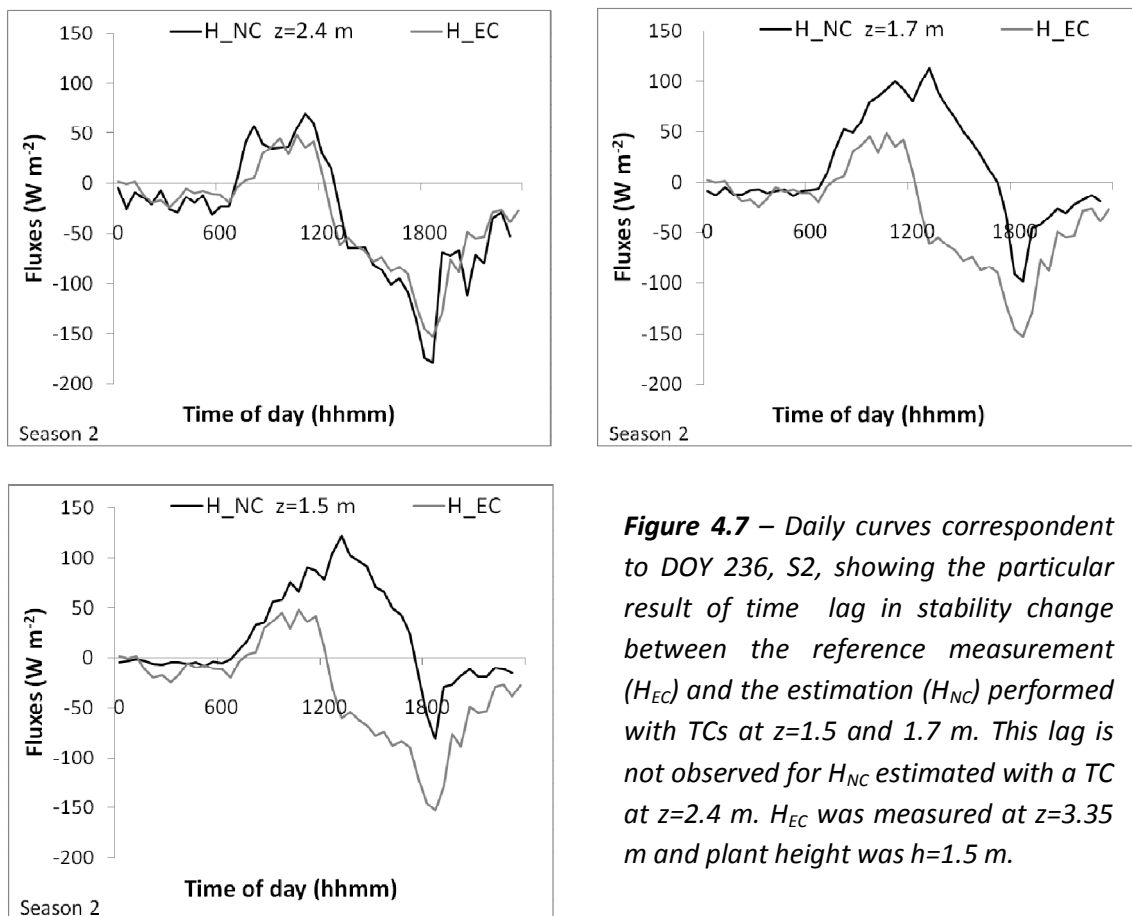 H_NC z=2.4 m
H_EC
150
100
50
0
-50
-100
-150
-200
Fluxes (W m-2)
0
600
1200
1800
Time of day (hhmm)
Season 2
H_NC z=1.7 m
H_EC
150
100
50
0
-50
-100
-150
-200
Fluxes (W m-2)
0
600
1200
1800
Time of day (hhmm)
Season 2
H_NC z=1.5 m
H_EC
150
100
50
0
-50
-100
-150
-200
Fluxes (W m-2)
0
600
1200
1800
Time of day (hhmm)
Season 2
Figure 4.7 – Daily curves correspondent
to DOY 236, S2, showing the particular
result of time lag in stability change
between the reference measurement
(HEC) and the estimation (HNC) performed
with TCs at z=1.5 and 1.7 m. This lag is
not observed for HNC estimated with a TC
at z=2.4 m. HEC was measured at z=3.35
m and plant height was h=1.5 m.